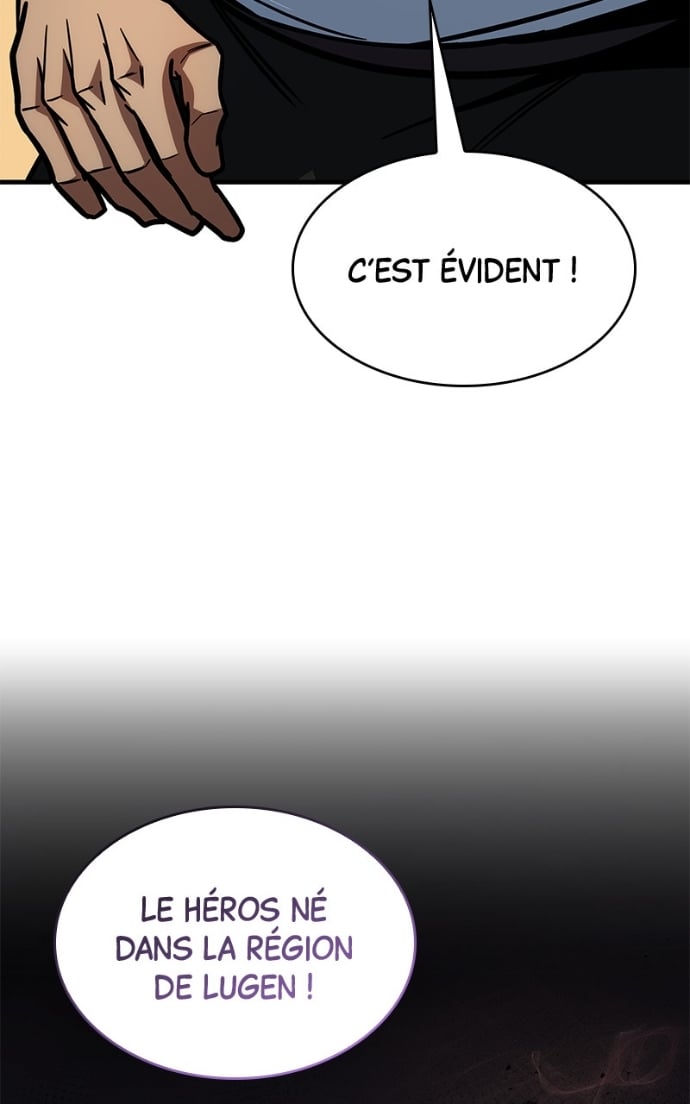 C'EST ÉVIDENT !
LE HÉROS NÉ
DANS LA RÉGION
DE LUGEN !